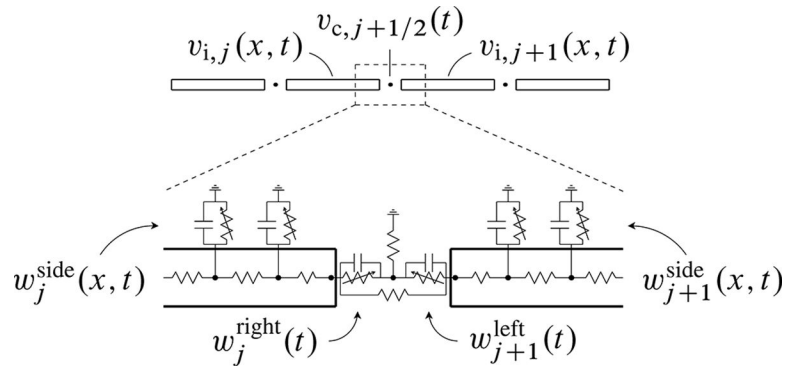 v_{c,j+1/2}(t)
v_{i,j}(x, t) v_{i,j+1}(x, t)
w_j^{side}(x, t) w_{j+1}^{side}(x, t)
w_j^{right}(t) w_{j+1}^{left}(t)